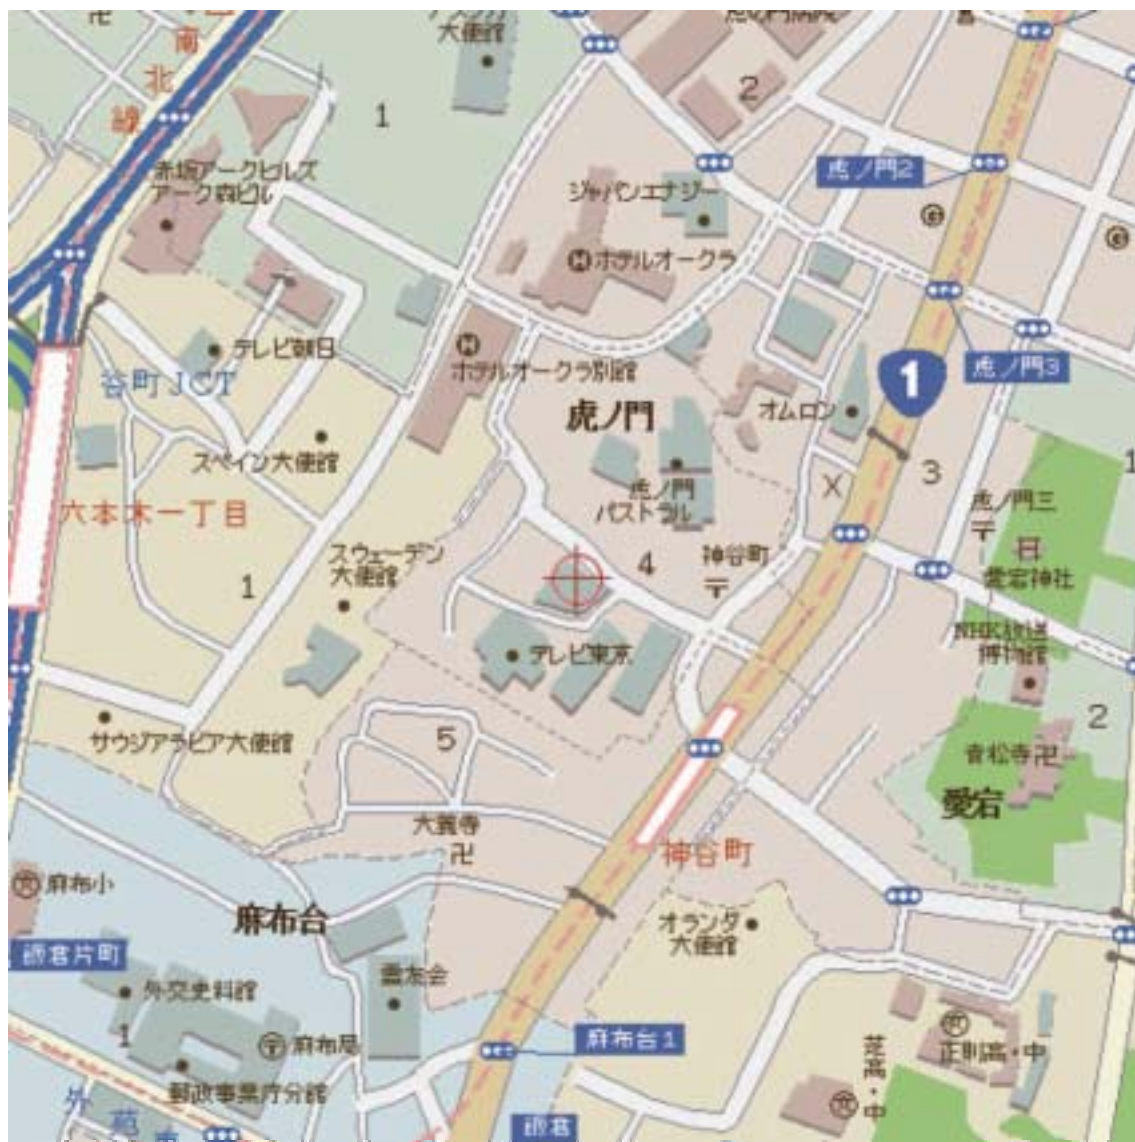 南
北
線
1
大使館
2
赤坂アークヒルズ
アーク森ビル
ジャパンエナジー
虎ノ門2
ホテルオークラ
テレビ朝日
谷町JCT
ホテルオークラ別館
虎ノ門3
1
虎ノ門
オムロン
スペイン大使館
虎ノ門
パストラル
X
3
1
虎ノ門三
六本木一丁目
スウェーデン
大使館
神谷町
4
愛宕神社
1
NHK放送
博物館
テレビ東京
サウジアラビア大使館
5
2
青松寺
愛宕
大養寺
神谷町
麻布小
麻布台
オランダ
大使館
飯倉片町
霊友会
外交史料館
1
麻布局
麻布台1
正則高・中
芝高・中
郵政事業庁分館
外
苑
飯倉